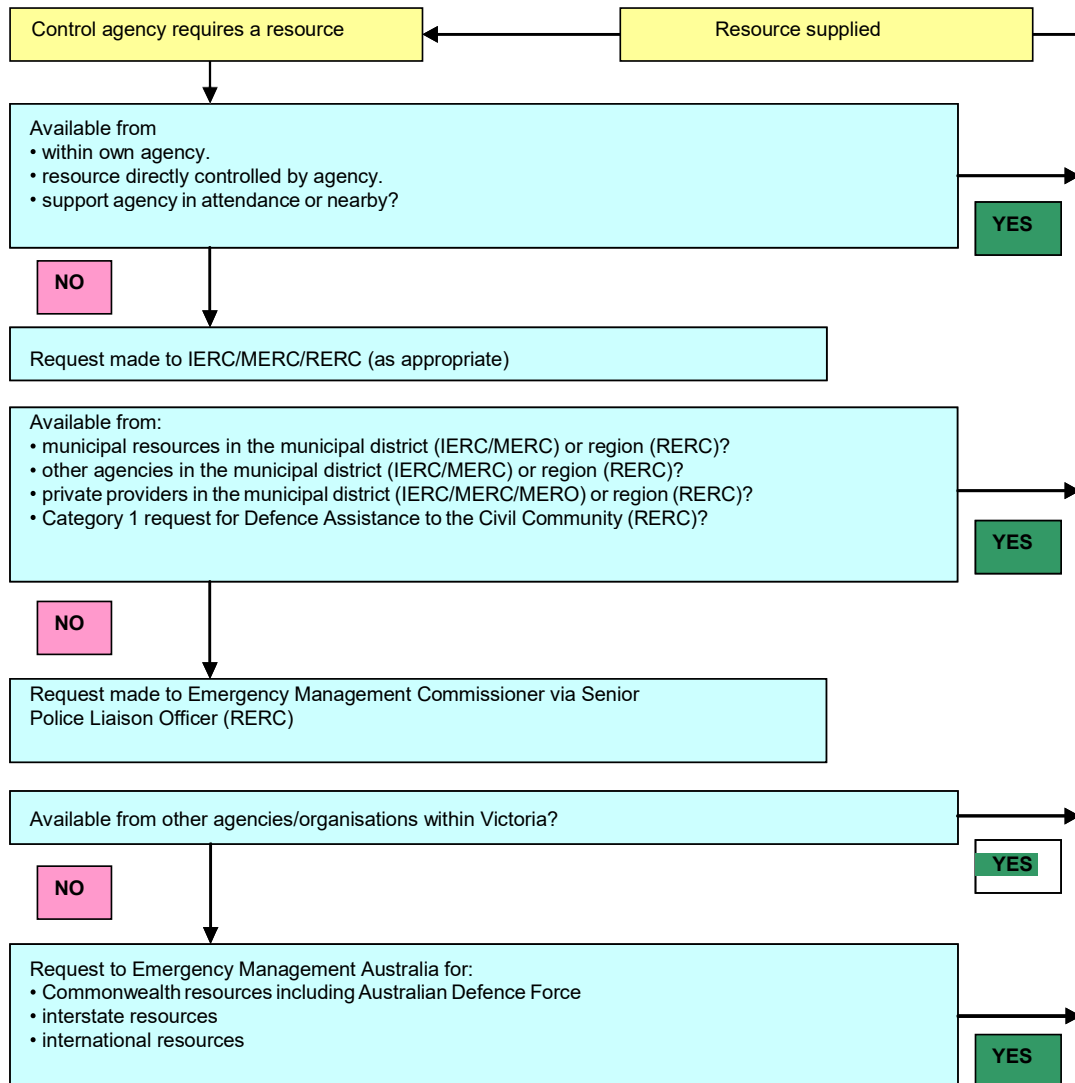 Control agency requires a resource
Resource supplied
Available from
• within own agency.
• resource directly controlled by agency.
• support agency in attendance or nearby?
YES
NO
Request made to IERC/MERC/RERC (as appropriate)
Available from:
• municipal resources in the municipal district (IERC/MERC) or region (RERC)?
• other agencies in the municipal district (IERC/MERC) or region (RERC)?
• private providers in the municipal district (IERC/MERC/MERO) or region (RERC)?
• Category 1 request for Defence Assistance to the Civil Community (RERC)?
YES
NO
Request made to Emergency Management Commissioner via Senior
Police Liaison Officer (RERC)
Available from other agencies/organisations within Victoria?
YES
NO
Request to Emergency Management Australia for:
• Commonwealth resources including Australian Defence Force
• interstate resources
• international resources
YES